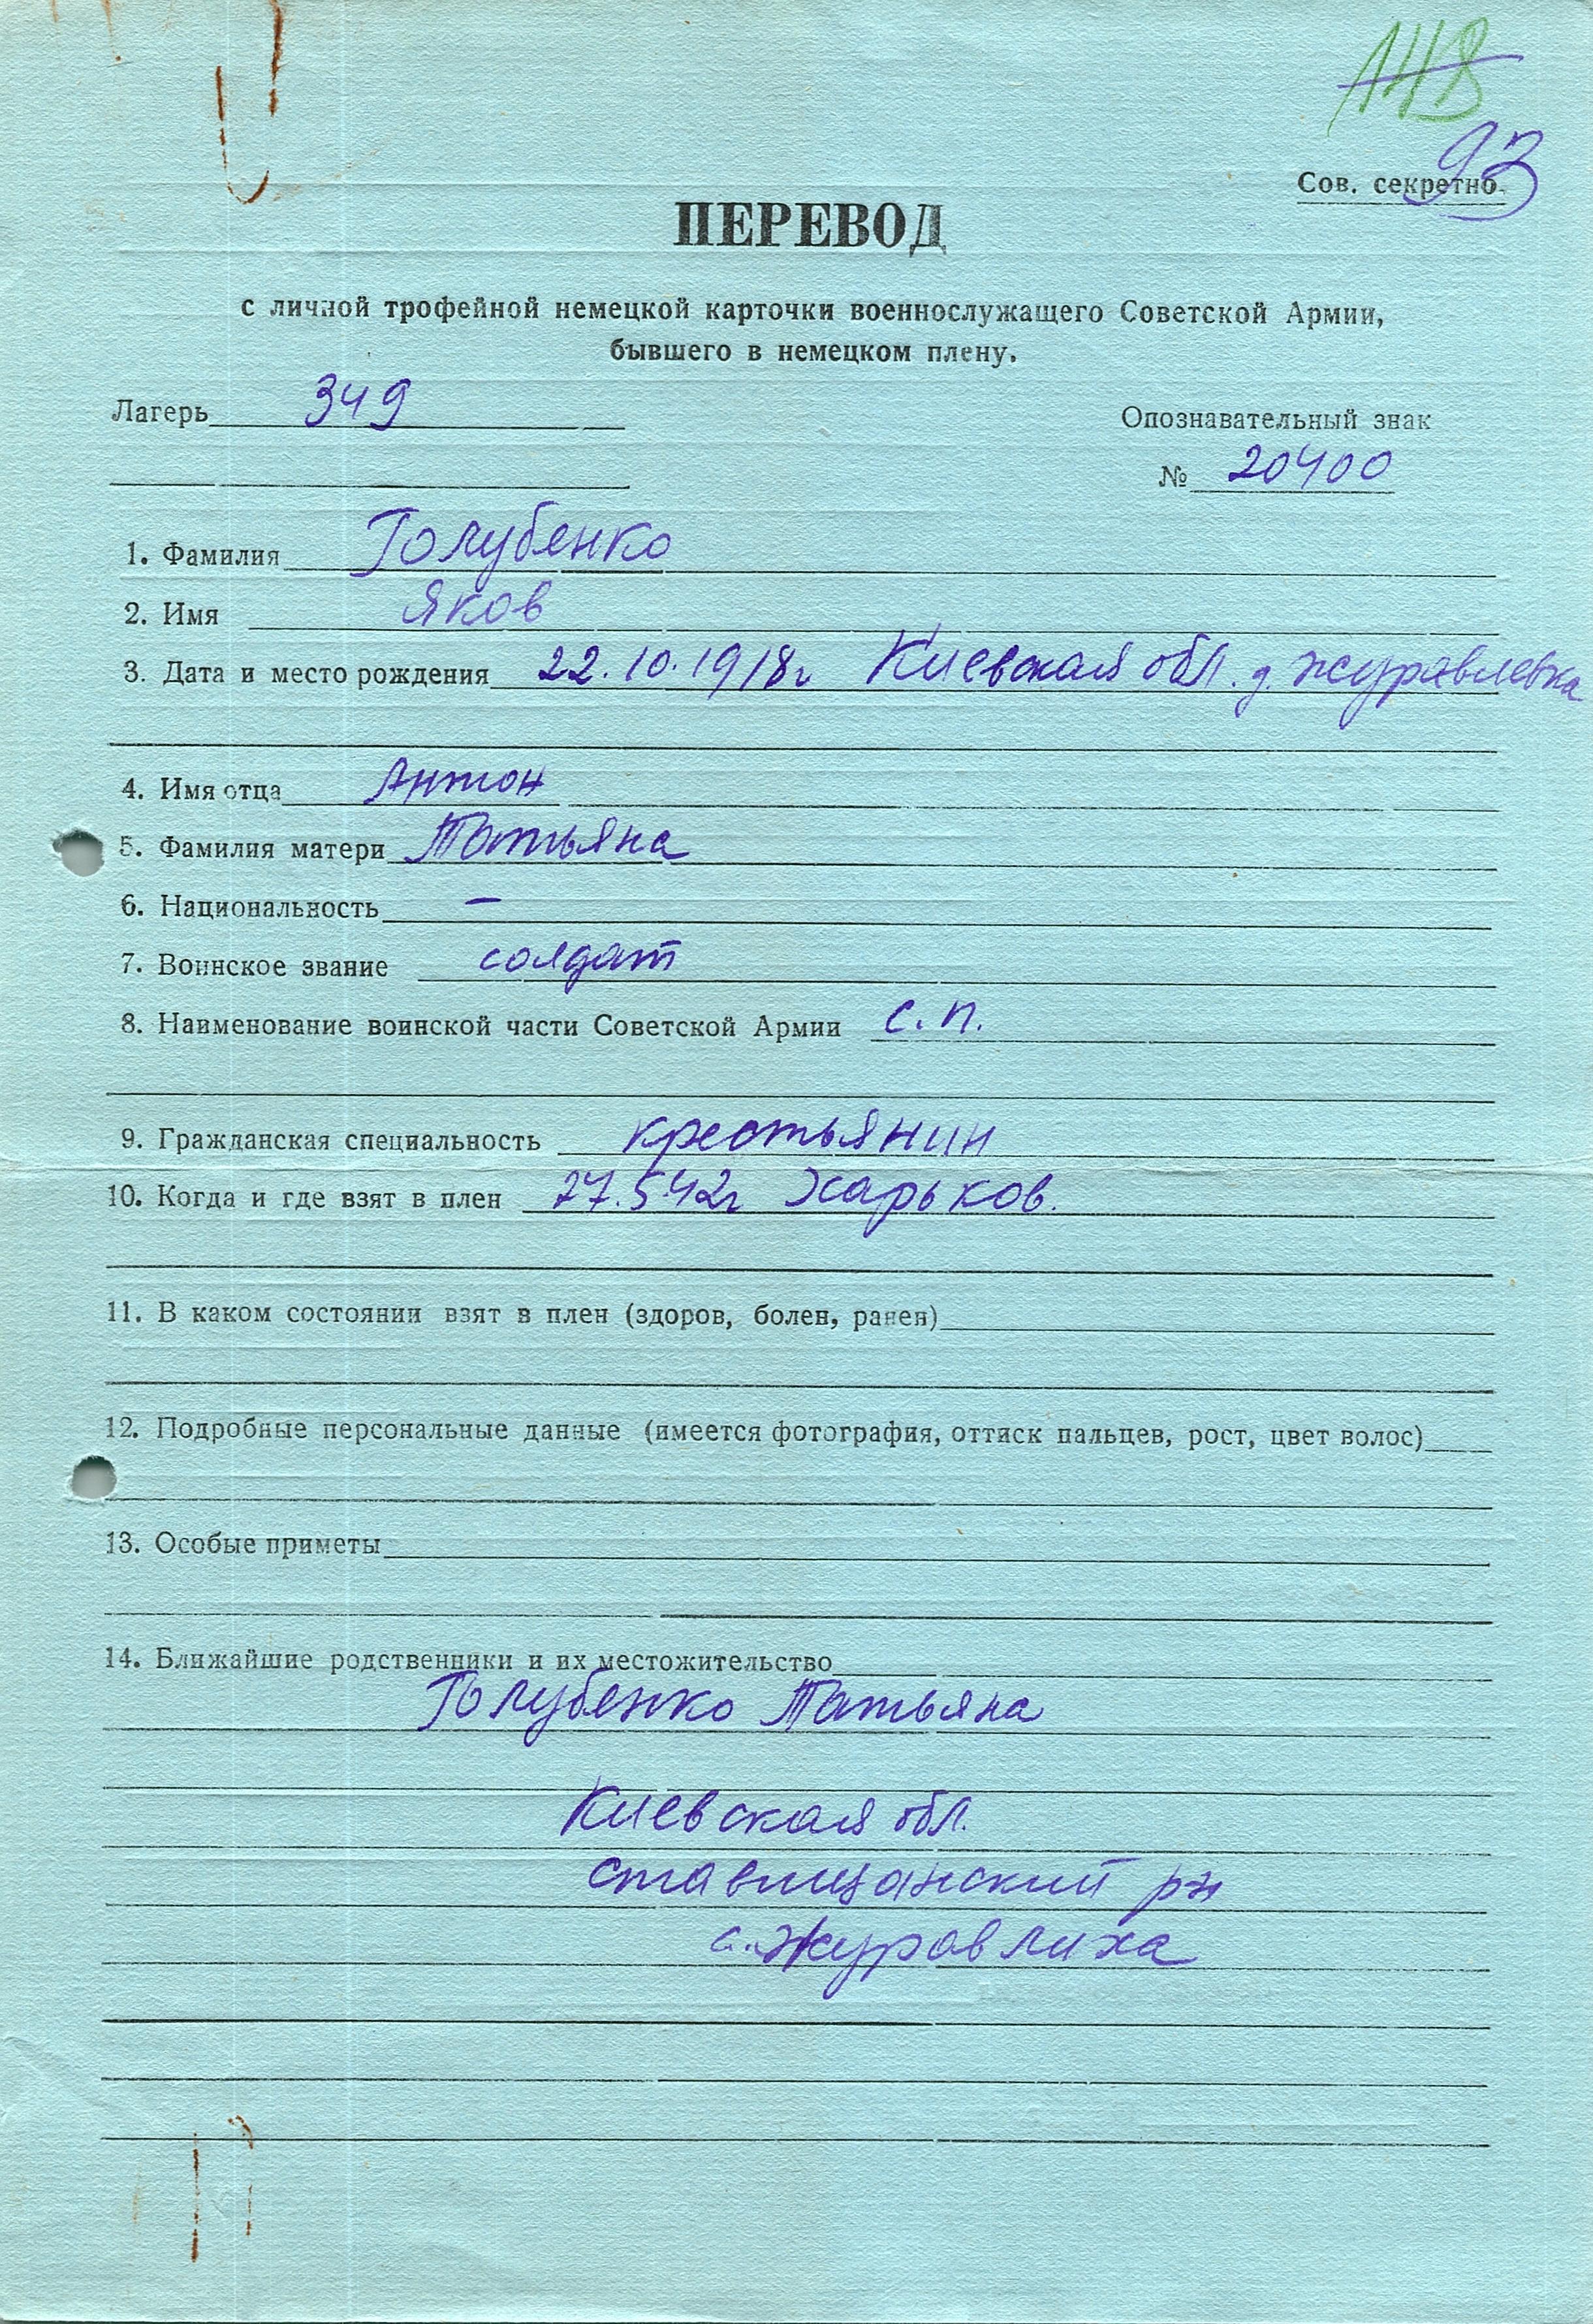 93
Сов. секретно.
ПЕРЕВОД
с личной трофейной немецкой карточки военнослужащего Советской Армии,
бывшего в немецком плену.
Лагерь 349
Опознавательный знак
№ 20400
1. Фамилия Голубенко
2. Имя Яков
3. Дата и место рождения 22.10.1918г Киевская обл. д. Журавлевка
4. Имя отца Антон
5. Фамилия матери Татьяна
6. Национальность –
7. Воинское звание солдат
8. Наименование воинской части Советской Армии с.п.
9. Гражданская специальность крестьянин
10. Когда и где взят в плен 27.5.42г Харьков.
11. В каком состоянии взят в плен (здоров, болен, ранен)
12. Подробные персональные данные (имеется фотография, оттиск пальцев, рост, цвет волос)
13. Особые приметы
14. Ближайшие родственники и их местожительство
Голубенко Татьяна
Киевская обл.
Ставищанский рн
с. Журовлиха